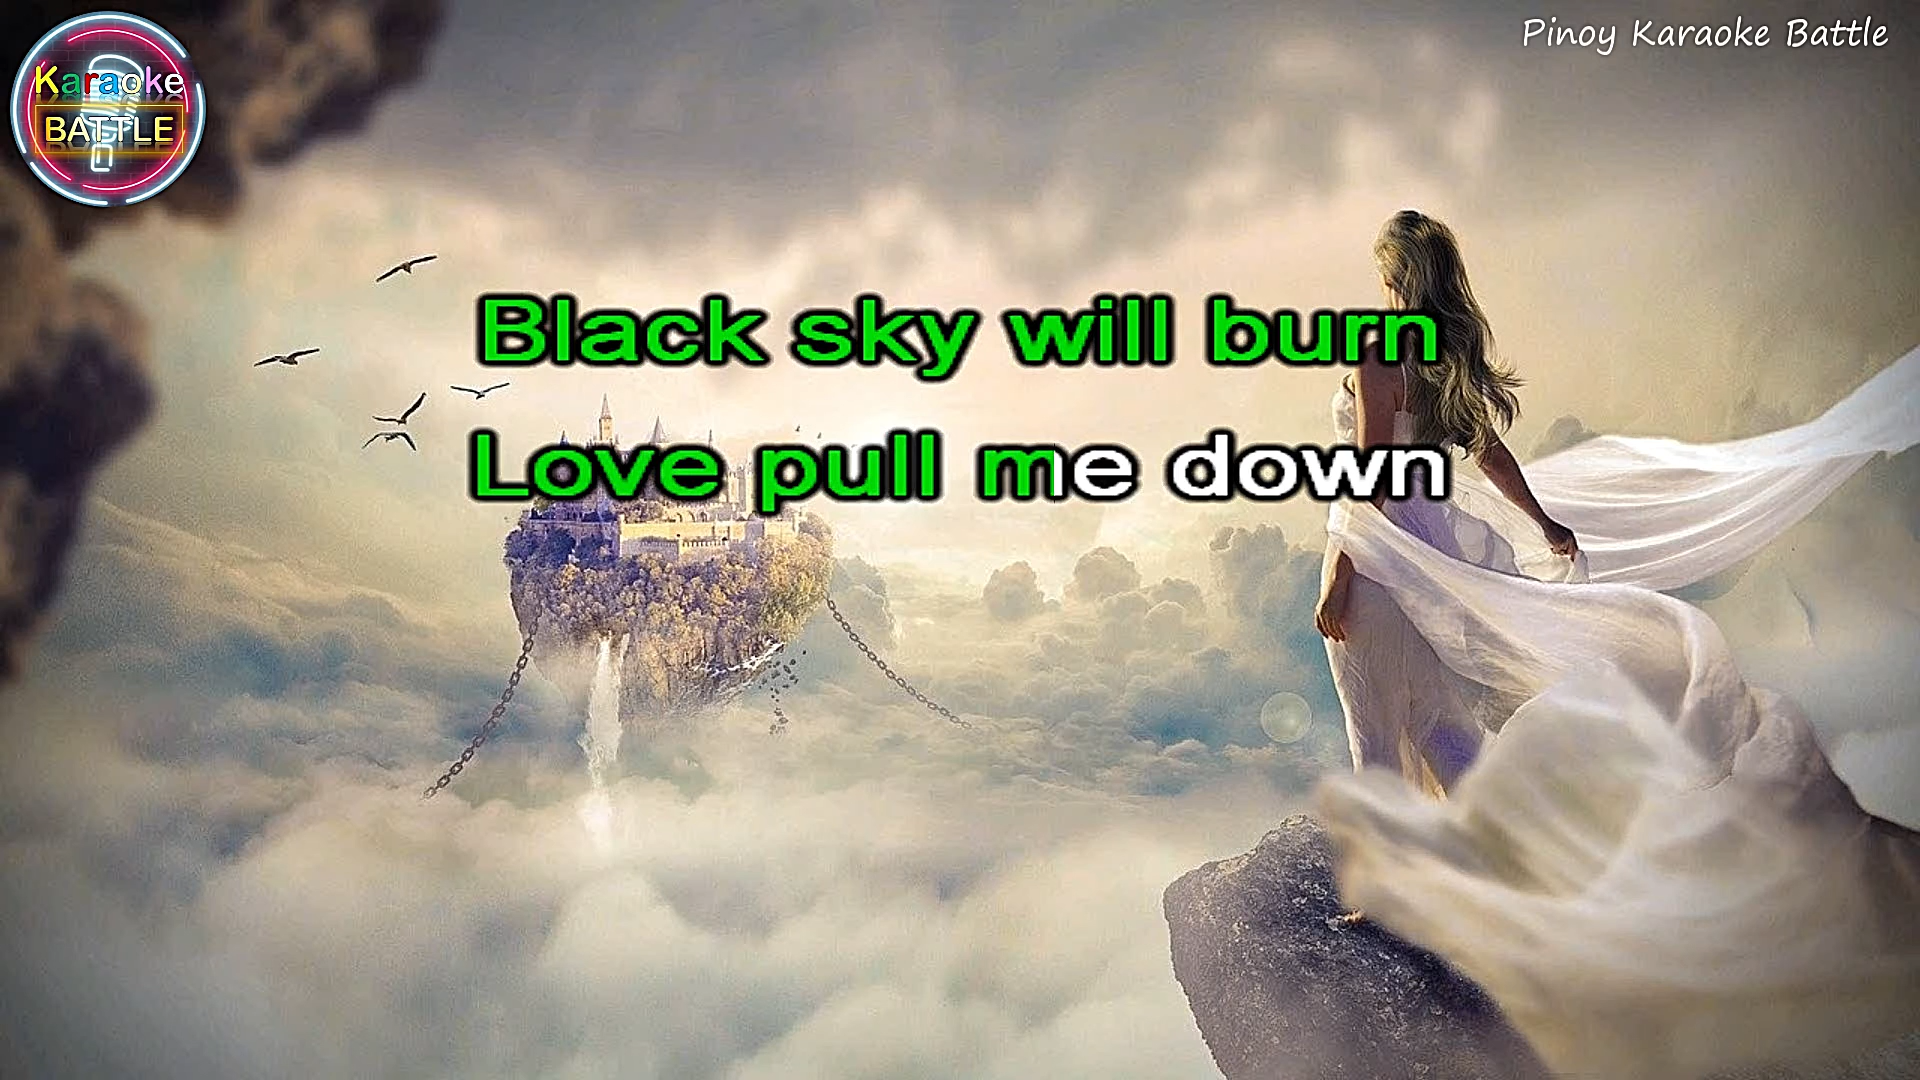 Karaoke
BATTLE
Pinoy Karaoke Battle
Black sky will burn
Love pull me down